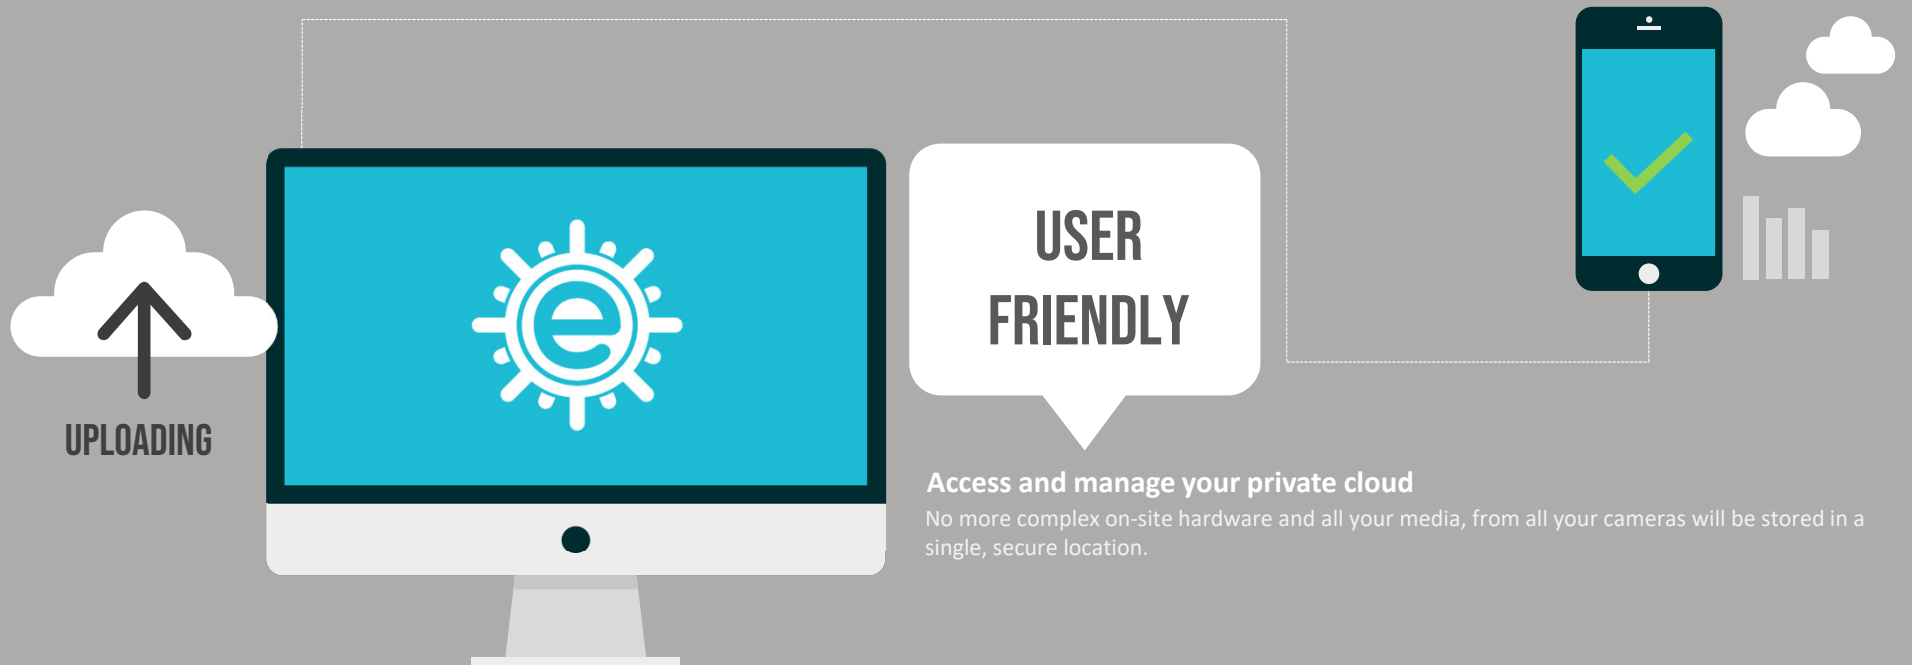 UPLOADING
e
USER
FRIENDLY
Access and manage your private cloud
No more complex on-site hardware and all your media, from all your cameras will be stored in a
single, secure location.